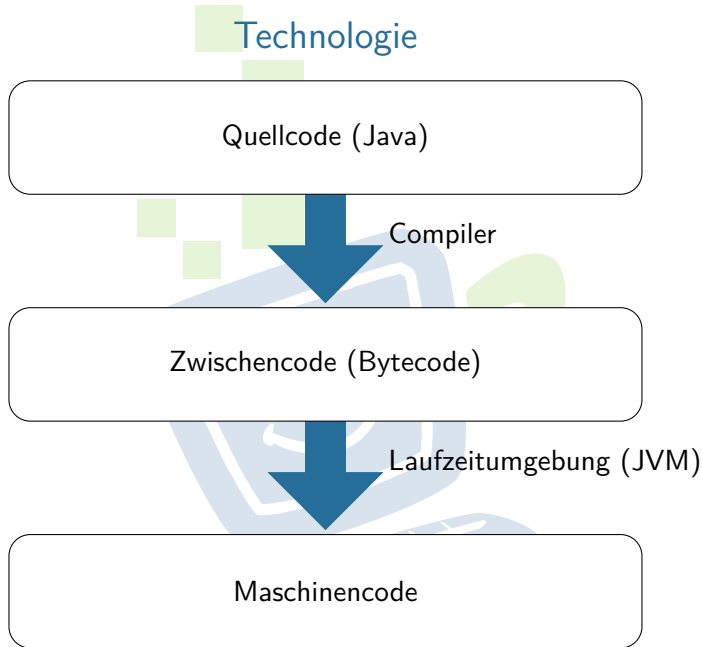 Technologie
Quellcode (Java)
Compiler
Zwischencode (Bytecode)
Laufzeitumgebung (JVM)
Maschinencode